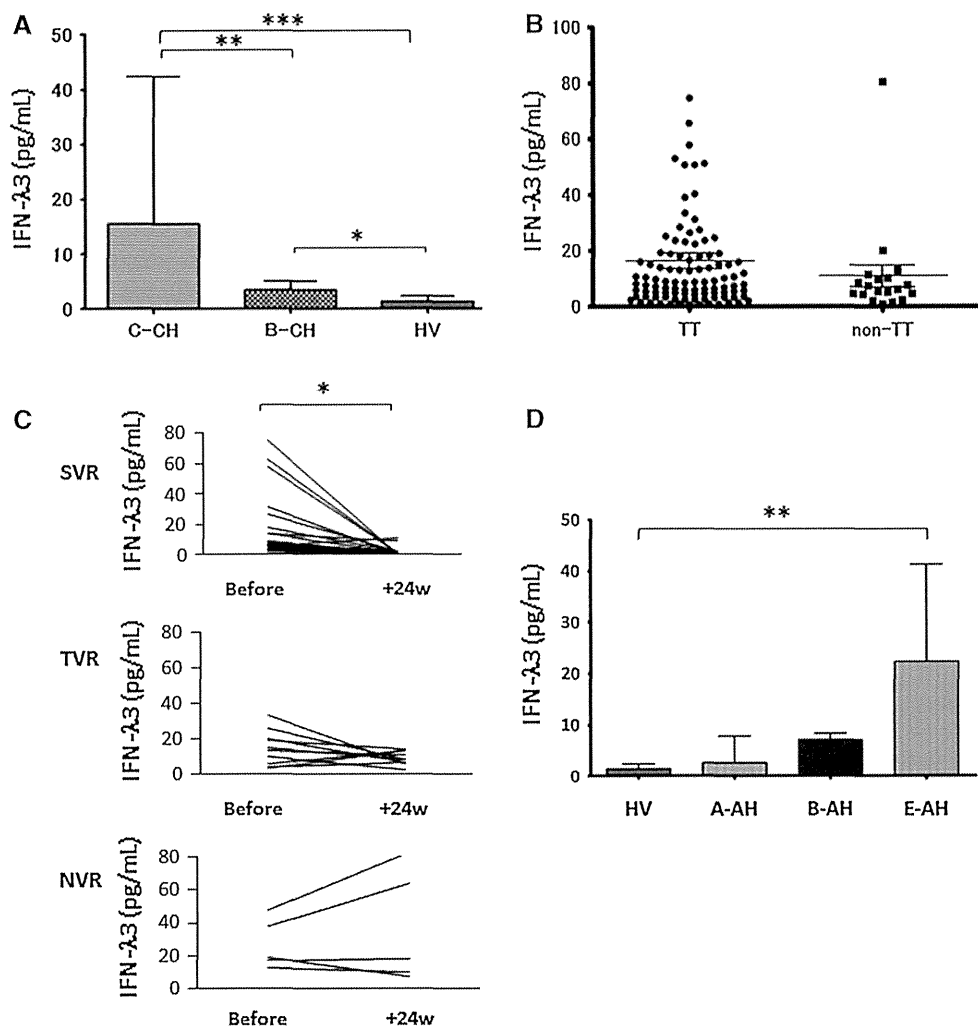 A
IFN-λ3 (pg/mL)
50
40
30
20
10
0
***
**
*
C-CH B-CH HV
B
IFN-λ3 (pg/mL)
100
80
60
40
20
0
TT non-TT
C
*
SVR
IFN-λ3 (pg/mL)
80
60
40
20
0
Before +24w
TVR
IFN-λ3 (pg/mL)
80
60
40
20
0
Before +24w
NVR
IFN-λ3 (pg/mL)
80
60
40
20
0
Before +24w
D
**
IFN-λ3 (pg/mL)
50
40
30
20
10
0
HV A-AH B-AH E-AH